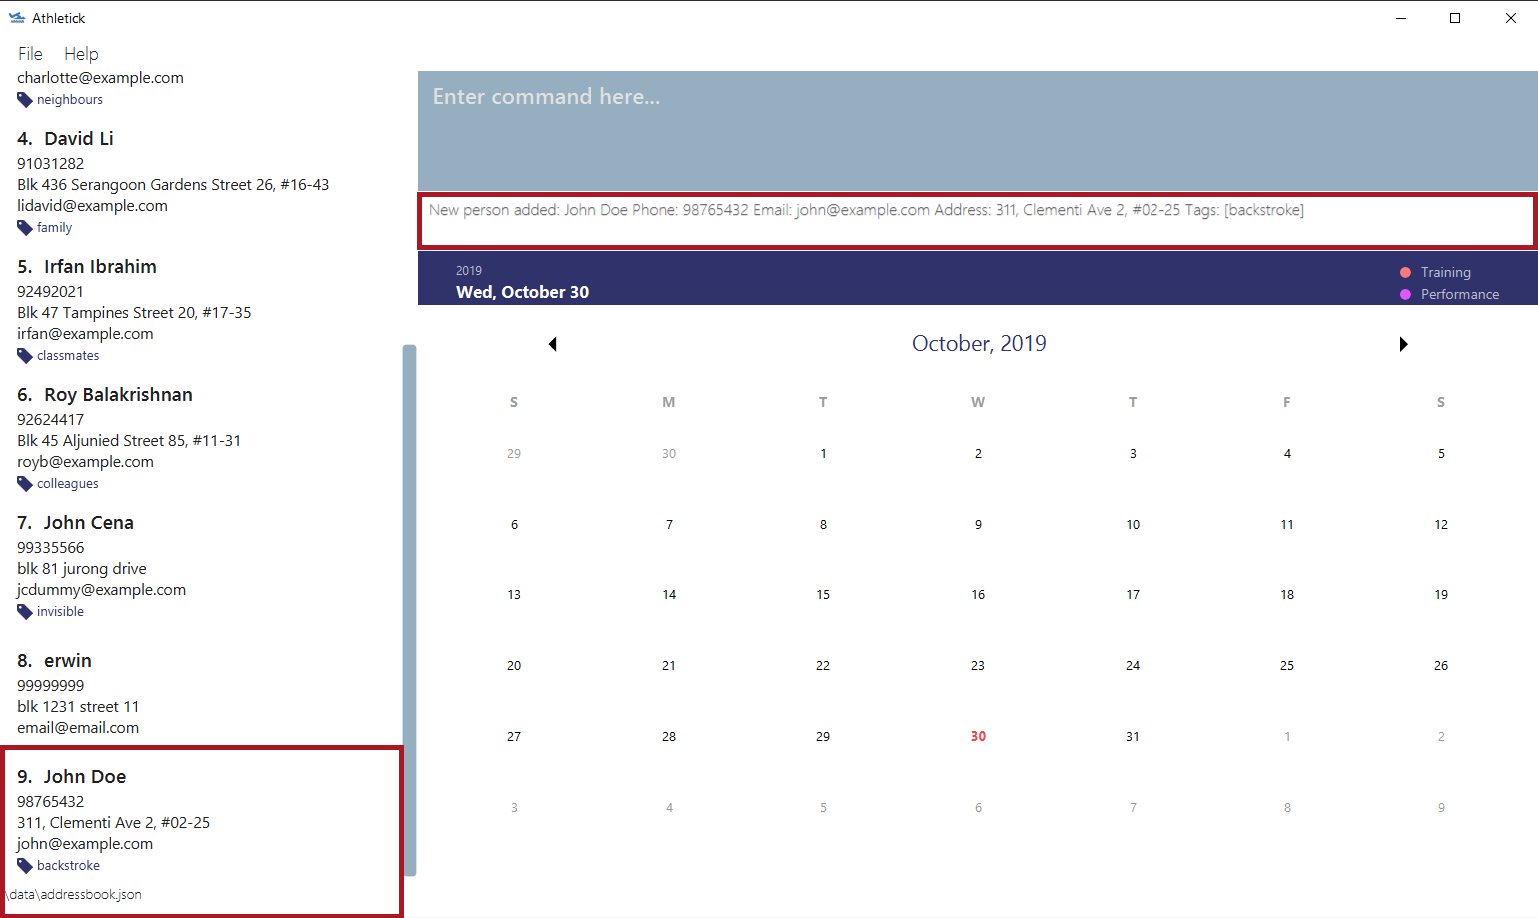 Athletick
File Help
charlotte@example.com
neighbours
4. David Li
91031282
Blk 436 Serangoon Gardens Street 26, #16-43
lidavid@example.com
family
5. Irfan Ibrahim
92492021
Blk 47 Tampines Street 20, #17-35
irfan@example.com
classmates
6. Roy Balakrishnan
92624417
Blk 45 Aljunied Street 85, #11-31
royb@example.com
colleagues
7. John Cena
99335566
blk 81 jurong drive
jcdummy@example.com
invisible
8. erwin
99999999
blk 1231 street 11
email@email.com
9. John Doe
98765432
311, Clementi Ave 2, #02-25
john@example.com
backstroke
\data\addressbook.json
Enter command here...
New person added: John Doe Phone: 98765432 Email: john@example.com Address: 311, Clementi Ave 2, #02-25 Tags: [backstroke]
2019
Wed, October 30
Training
Performance
October, 2019
S M T W T F S
29 30 1 2 3 4 5
6 7 8 9 10 11 12
13 14 15 16 17 18 19
20 21 22 23 24 25 26
27 28 29 30 31 1 2
3 4 5 6 7 8 9